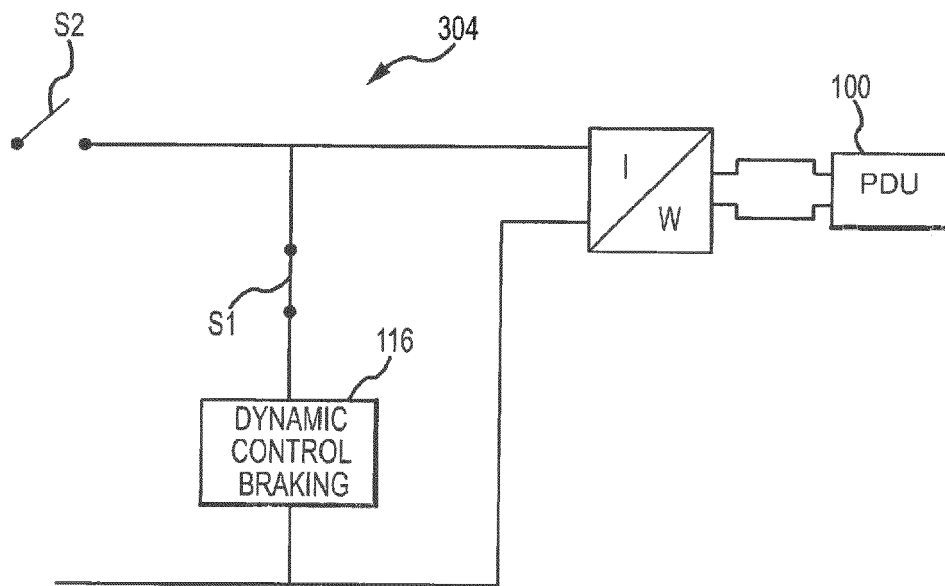 S2
304
100
I
W
PDU
S1
116
DYNAMIC
CONTROL
BRAKING